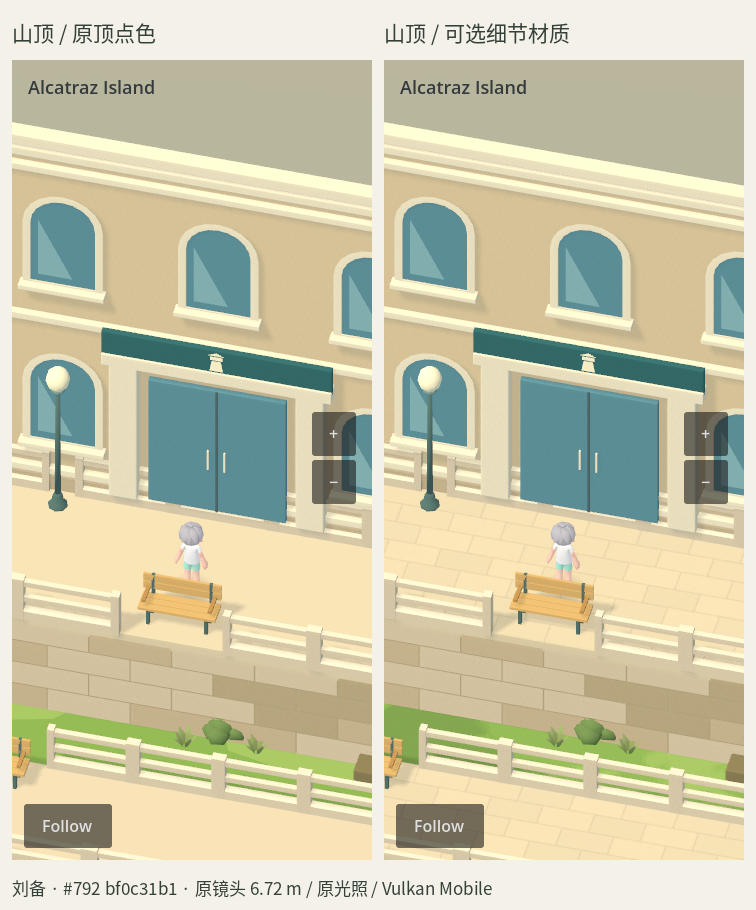 山顶 / 原顶点色
山顶 / 可选细节材质
Alcatraz Island
Alcatraz Island
+
+
−
−
Follow
Follow
刘备 · #792 bf0c31b1 · 原镜头 6.72 m / 原光照 / Vulkan Mobile